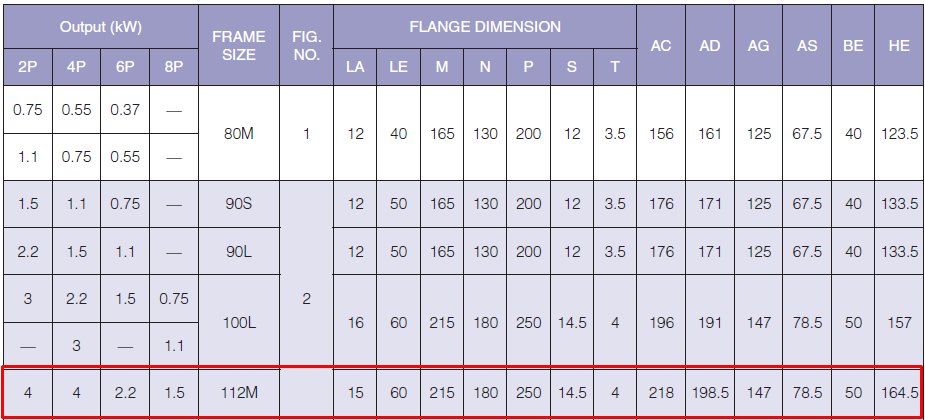 Output (kW) FRAME SIZE FIG. NO. FLANGE DIMENSION AC AD AG AS BE HE
2P 4P 6P 8P LA LE M N P S T
0.75 0.55 0.37 — 80M 1 12 40 165 130 200 12 3.5 156 161 125 67.5 40 123.5
1.1 0.75 0.55 —
1.5 1.1 0.75 — 90S 12 50 165 130 200 12 3.5 176 171 125 67.5 40 133.5
2.2 1.5 1.1 — 90L 12 50 165 130 200 12 3.5 176 171 125 67.5 40 133.5
3 2.2 1.5 0.75 100L 2 16 60 215 180 250 14.5 4 196 191 147 78.5 50 157
— 3 — 1.1
4 4 2.2 1.5 112M 15 60 215 180 250 14.5 4 218 198.5 147 78.5 50 164.5